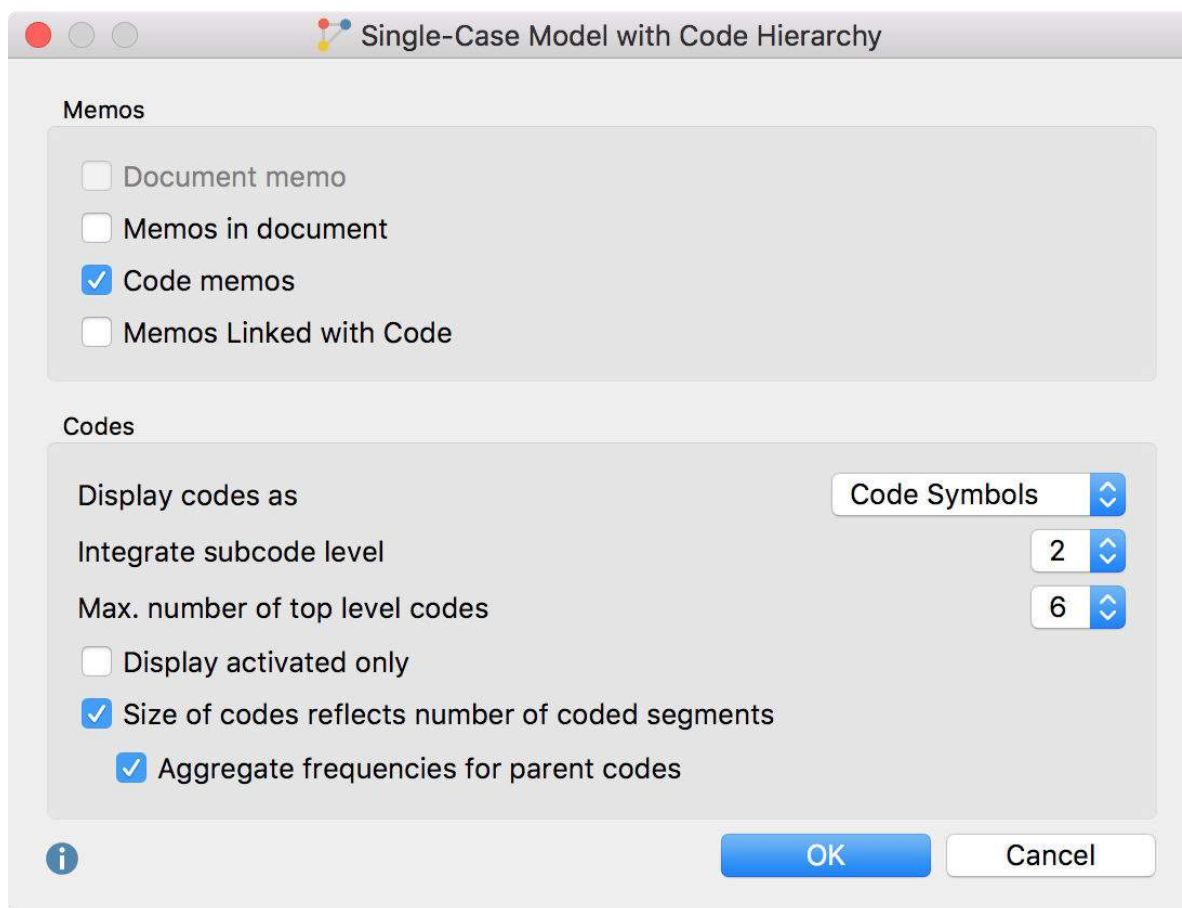 Single-Case Model with Code Hierarchy
Memos
Document memo
Memos in document
Code memos
Memos Linked with Code
Codes
Display codes as Code Symbols
Integrate subcode level 2
Max. number of top level codes 6
Display activated only
Size of codes reflects number of coded segments
Aggregate frequencies for parent codes
i OK Cancel